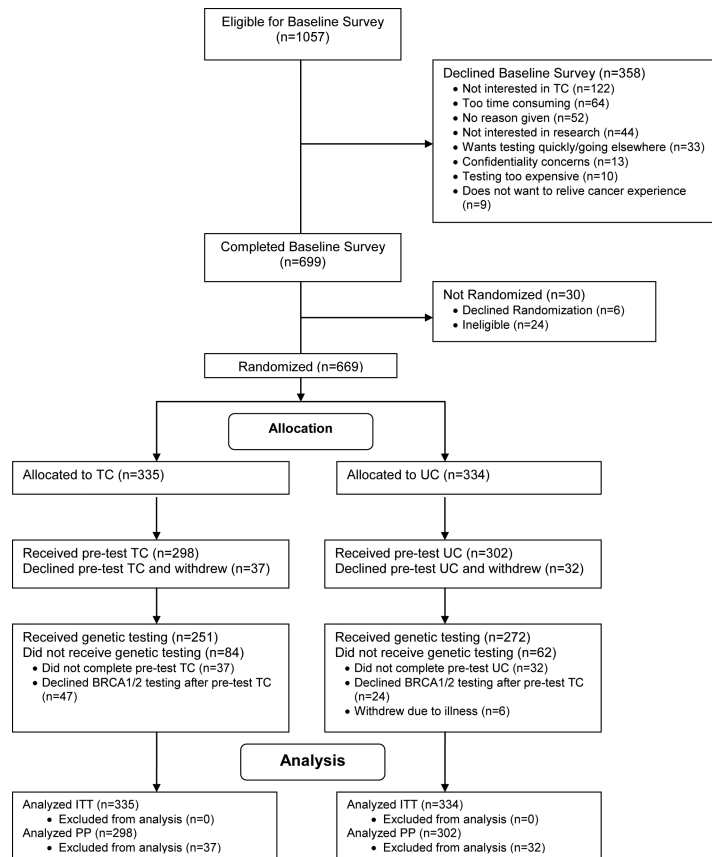 Eligible for Baseline Survey
(n=1057)
Declined Baseline Survey (n=358)
• Not interested in TC (n=122)
• Too time consuming (n=64)
• No reason given (n=52)
• Not interested in research (n=44)
• Wants testing quickly/going elsewhere (n=33)
• Confidentiality concerns (n=13)
• Testing too expensive (n=10)
• Does not want to relive cancer experience
(n=9)
Completed Baseline Survey
(n=699)
Not Randomized (n=30)
• Declined Randomization (n=6)
• Ineligible (n=24)
Randomized (n=669)
Allocation
Allocated to TC (n=335)
Allocated to UC (n=334)
Received pre-test TC (n=298)
Declined pre-test TC and withdrew (n=37)
Received pre-test UC (n=302)
Declined pre-test UC and withdrew (n=32)
Received genetic testing (n=251)
Did not receive genetic testing (n=84)
• Did not complete pre-test TC (n=37)
• Declined BRCA1/2 testing after pre-test TC
(n=47)
Received genetic testing (n=272)
Did not receive genetic testing (n=62)
• Did not complete pre-test UC (n=32)
• Declined BRCA1/2 testing after pre-test TC
(n=24)
• Withdrew due to illness (n=6)
Analysis
Analyzed ITT (n=335)
• Excluded from analysis (n=0)
Analyzed PP (n=298)
• Excluded from analysis (n=37)
Analyzed ITT (n=334)
• Excluded from analysis (n=0)
Analyzed PP (n=302)
• Excluded from analysis (n=32)